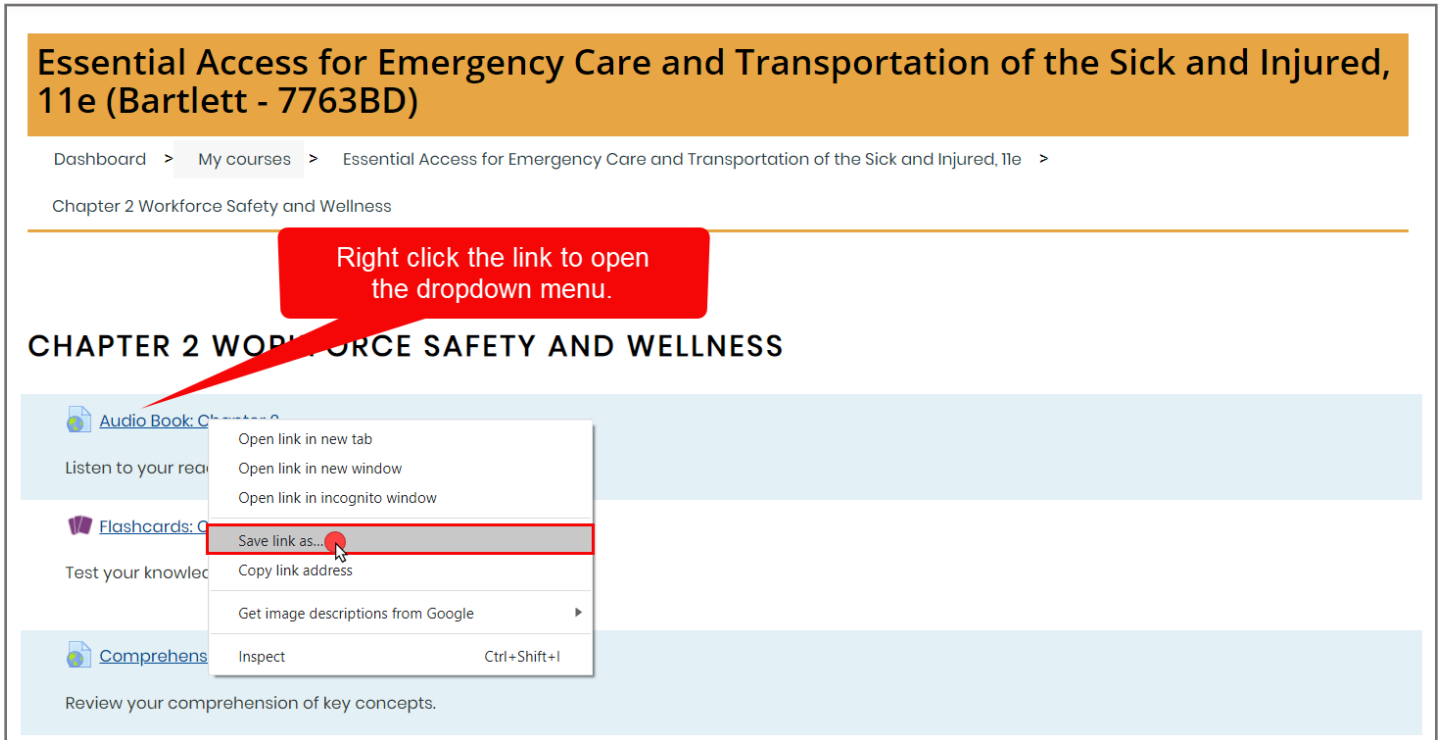 Essential Access for Emergency Care and Transportation of the Sick and Injured,
11e (Bartlett - 7763BD)
Dashboard > My courses > Essential Access for Emergency Care and Transportation of the Sick and Injured, 11e >
Chapter 2 Workforce Safety and Wellness
Right click the link to open
the dropdown menu.
CHAPTER 2 WORKFORCE SAFETY AND WELLNESS
Audio Book: Chapter 2
Open link in new tab
Listen to your
Open link in new window
Open link in incognito window
Flashcards:
Save link as...
Test your
Copy link address
Get image descriptions from Google
Comprehens
Inspect Ctrl+Shift+I
Review your comprehension of key concepts.